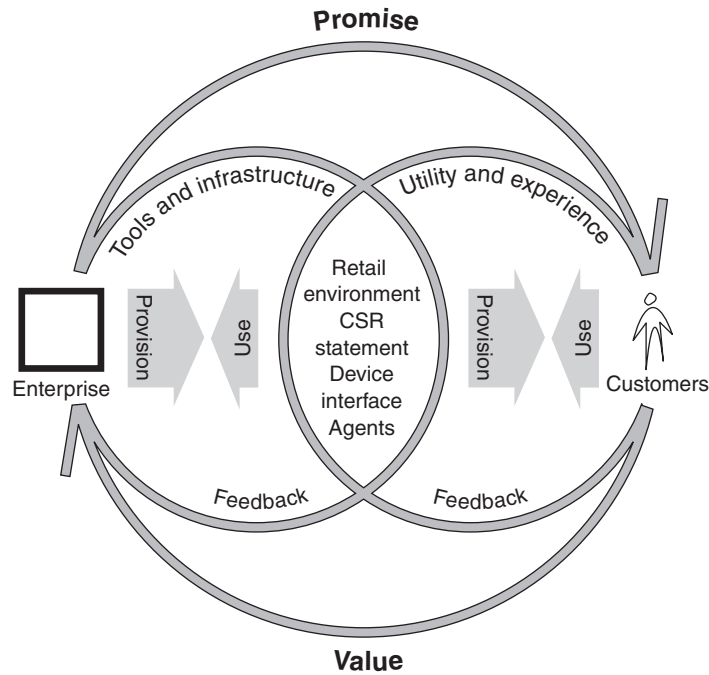 Promise
Tools and infrastructure
Utility and experience
Retail
environment
CSR
statement
Device
interface
Agents
Provision
Use
Provision
Use
Enterprise
Customers
Feedback
Feedback
Value